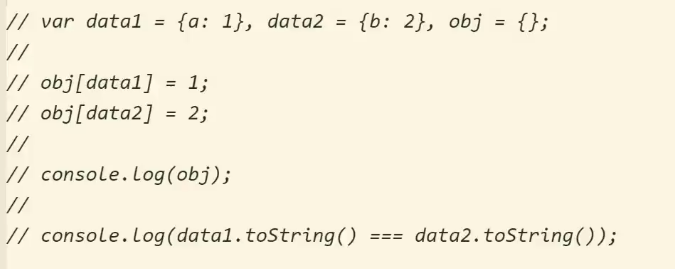 // var data1 = {a: 1}, data2 = {b: 2}, obj = {};
//
// obj[data1] = 1;
// obj[data2] = 2;
//
// console.log(obj);
//
// console.log(data1.toString() === data2.toString());